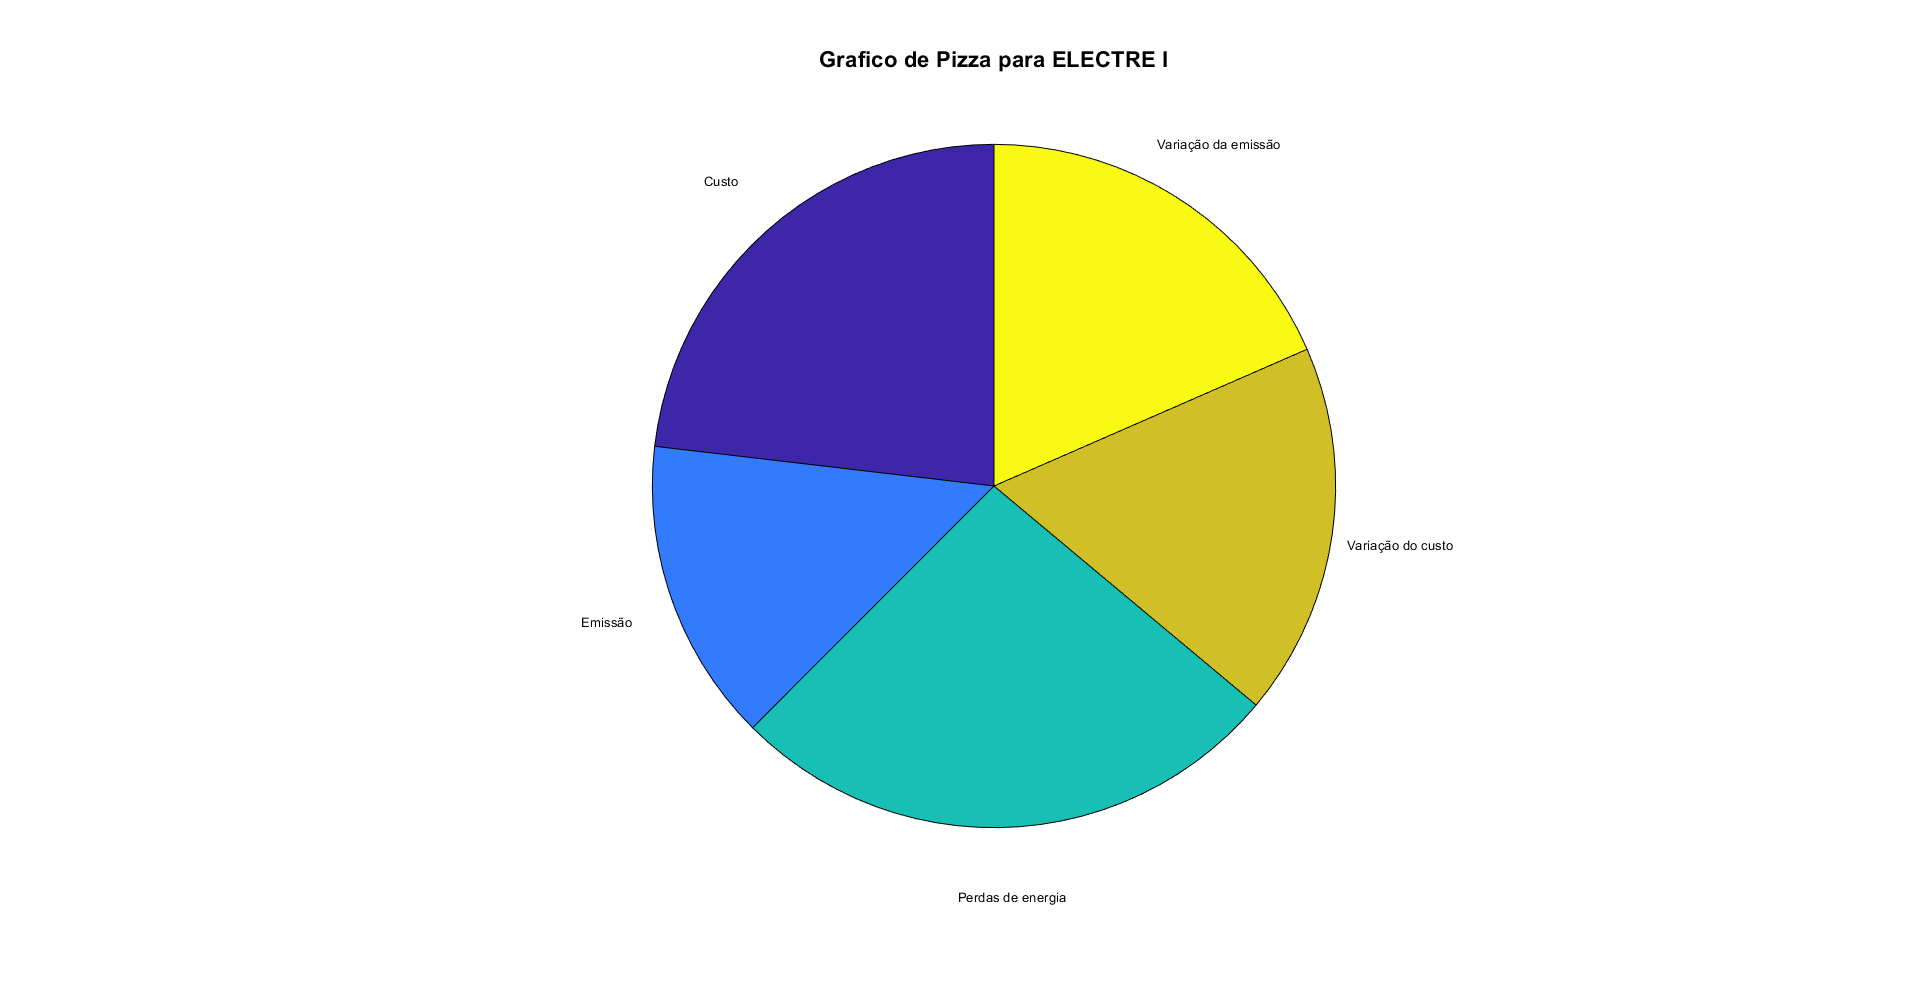 Grafico de Pizza para ELECTRE I
Variação da emissão
Custo
Variação do custo
Emissão
Perdas de energia